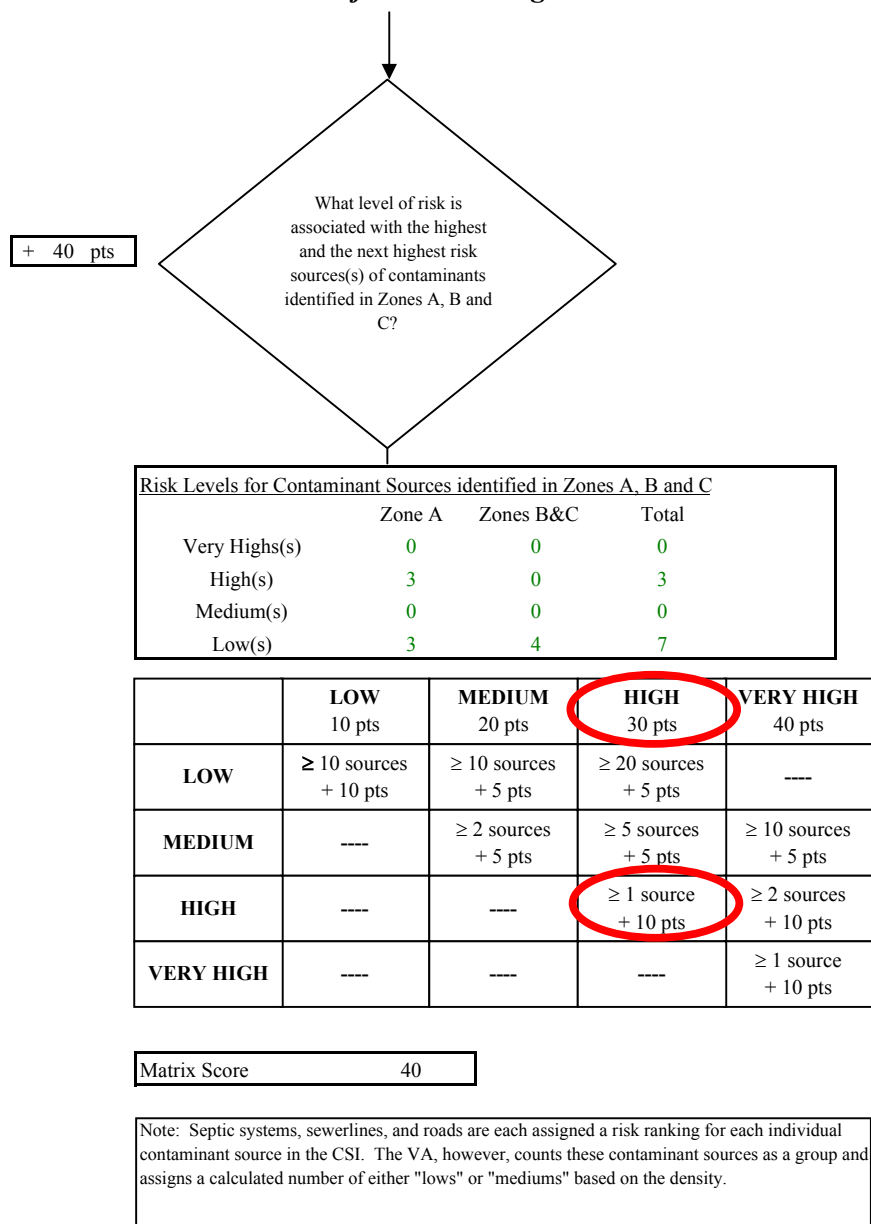 + 40 pts
What level of risk is
associated with the highest
and the next highest risk
sources(s) of contaminants
identified in Zones A, B and
C?
Risk Levels for Contaminant Sources identified in Zones A, B and C
Zone A Zones B&C Total
Very Highs(s) 0 0 0
High(s) 3 0 3
Medium(s) 0 0 0
Low(s) 3 4 7
LOW MEDIUM HIGH VERY HIGH
10 pts 20 pts 30 pts 40 pts
LOW ≥ 10 sources ≥ 10 sources ≥ 20 sources ----
+ 10 pts + 5 pts + 5 pts
MEDIUM ---- ≥ 2 sources ≥ 5 sources ≥ 10 sources
+ 5 pts + 5 pts + 5 pts
HIGH ---- ---- ≥ 1 source ≥ 2 sources
+ 10 pts + 10 pts
VERY HIGH ---- ---- ---- ≥ 1 source
+ 10 pts
Matrix Score 40
Note: Septic systems, sewerlines, and roads are each assigned a risk ranking for each individual
contaminant source in the CSI. The VA, however, counts these contaminant sources as a group and
assigns a calculated number of either "lows" or "mediums" based on the density.